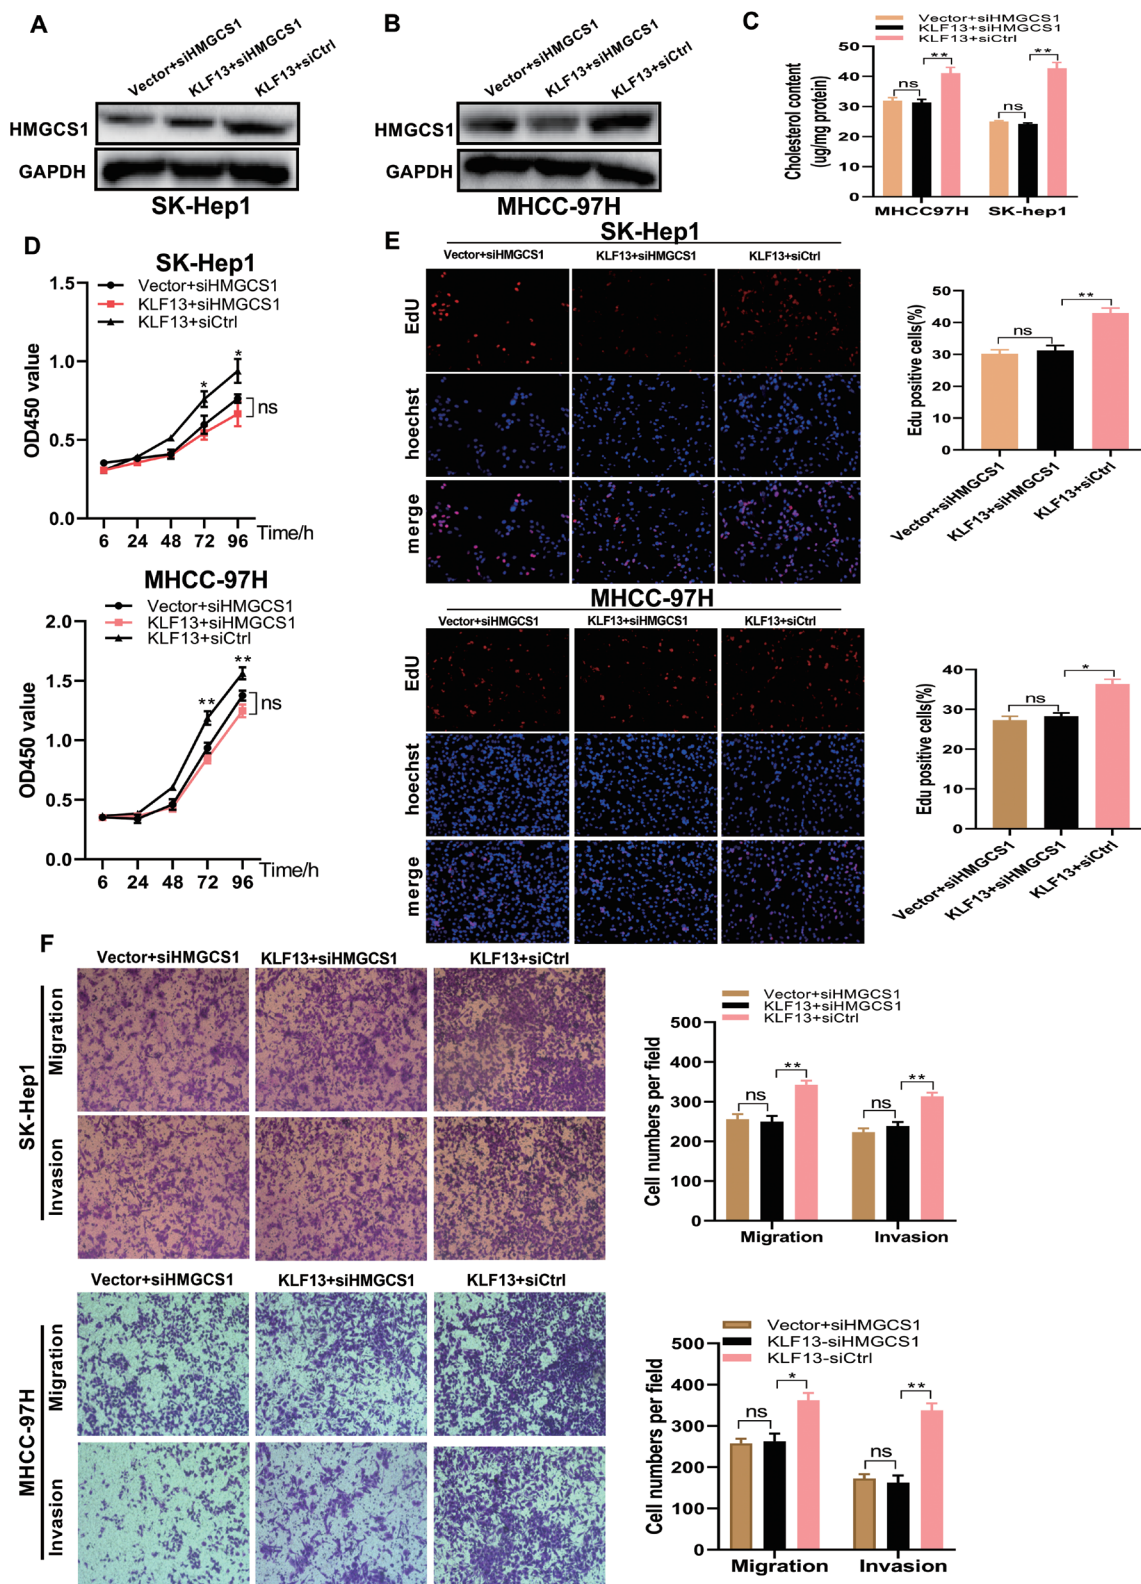 A
Vector+siHMGCS1
KLF13+siHMGCS1
KLF13+siCtrl
HMGCS1
GAPDH
SK-Hep1
B
Vector+siHMGCS1
KLF13+siHMGCS1
KLF13+siCtrl
HMGCS1
GAPDH
MHCC-97H
C
Vector+siHMGCS1
KLF13+siHMGCS1
KLF13+siCtrl
Cholesterol content
(ug/mg protein)
50
40
30
20
10
0
ns
**
ns
**
MHCC97H
SK-hep1
D
SK-Hep1
Vector+siHMGCS1
KLF13+siHMGCS1
KLF13+siCtrl
OD450 value
1.5
1.0
0.5
0.0
*
*
ns
6 24 48 72 96
Time/h
MHCC-97H
Vector+siHMGCS1
KLF13+siHMGCS1
KLF13+siCtrl
OD450 value
2.0
1.5
1.0
0.5
0.0
**
**
ns
6 24 48 72 96
Time/h
E
SK-Hep1
Vector+siHMGCS1
KLF13+siHMGCS1
KLF13+siCtrl
EdU
hoechst
merge
Edu positive cells(%)
50
40
30
20
10
0
ns
**
Vector+siHMGCS1
KLF13+siHMGCS1
KLF13+siCtrl
MHCC-97H
Vector+siHMGCS1
KLF13+siHMGCS1
KLF13+siCtrl
EdU
hoechst
merge
Edu positive cells(%)
40
30
20
10
0
ns
*
Vector+siHMGCS1
KLF13+siHMGCS1
KLF13+siCtrl
F
Vector+siHMGCS1
KLF13+siHMGCS1
KLF13+siCtrl
SK-Hep1
Migration
Invasion
Vector+siHMGCS1
KLF13+siHMGCS1
KLF13+siCtrl
Cell numbers per field
500
400
300
200
100
0
ns
**
ns
**
Migration
Invasion
Vector+siHMGCS1
KLF13+siHMGCS1
KLF13+siCtrl
MHCC-97H
Migration
Invasion
Vector+siHMGCS1
KLF13-siHMGCS1
KLF13-siCtrl
Cell numbers per field
500
400
300
200
100
0
ns
*
ns
**
Migration
Invasion